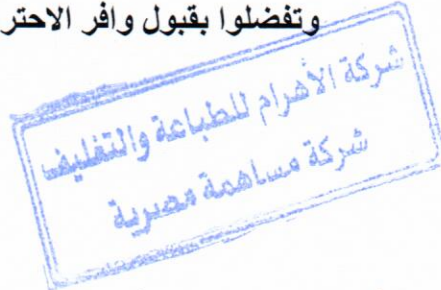 وتفضلوا بقبول وافر الاحتر
شركة الأهرام للطباعة والتغليف
شركة مساهمة مصرية